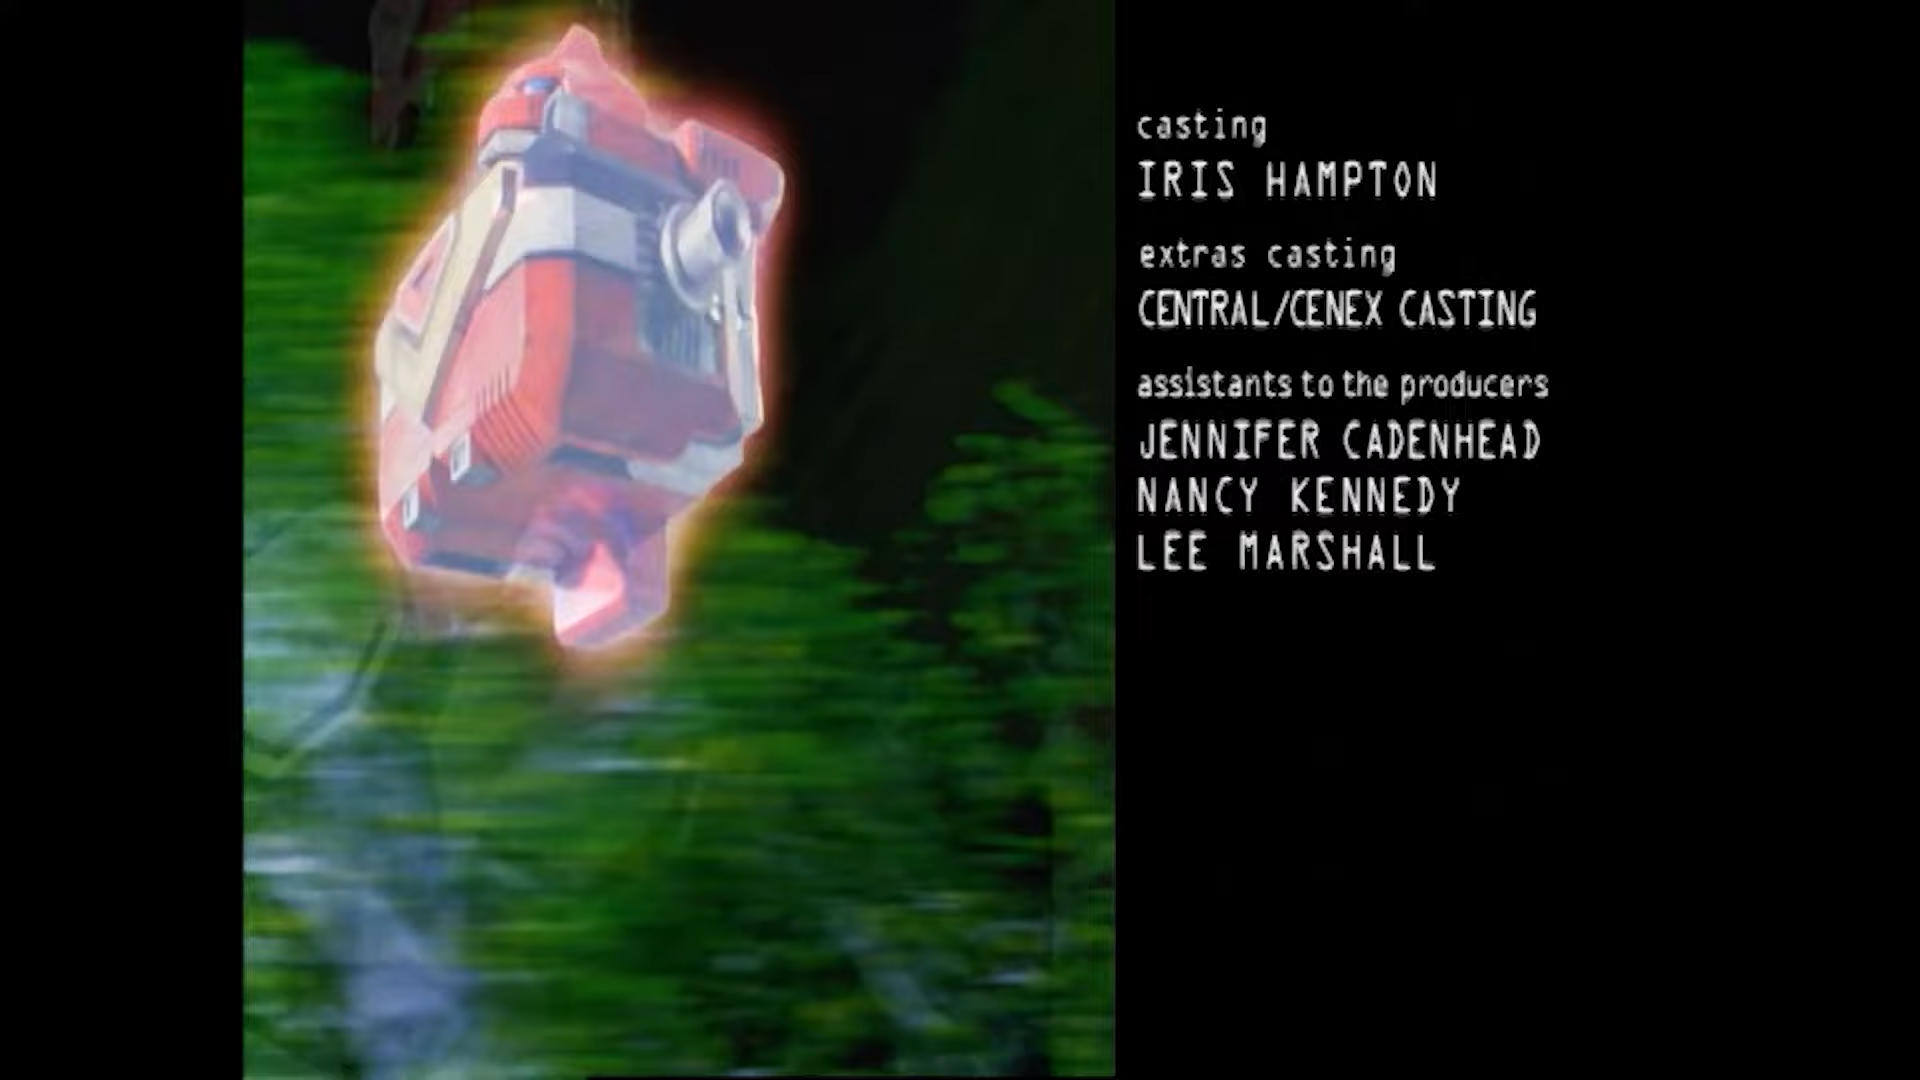 casting
IRIS HAMPTON
extras casting
CENTRAL/CENEX CASTING
assistants to the producers
JENNIFER CADENHEAD
NANCY KENNEDY
LEE MARSHALL